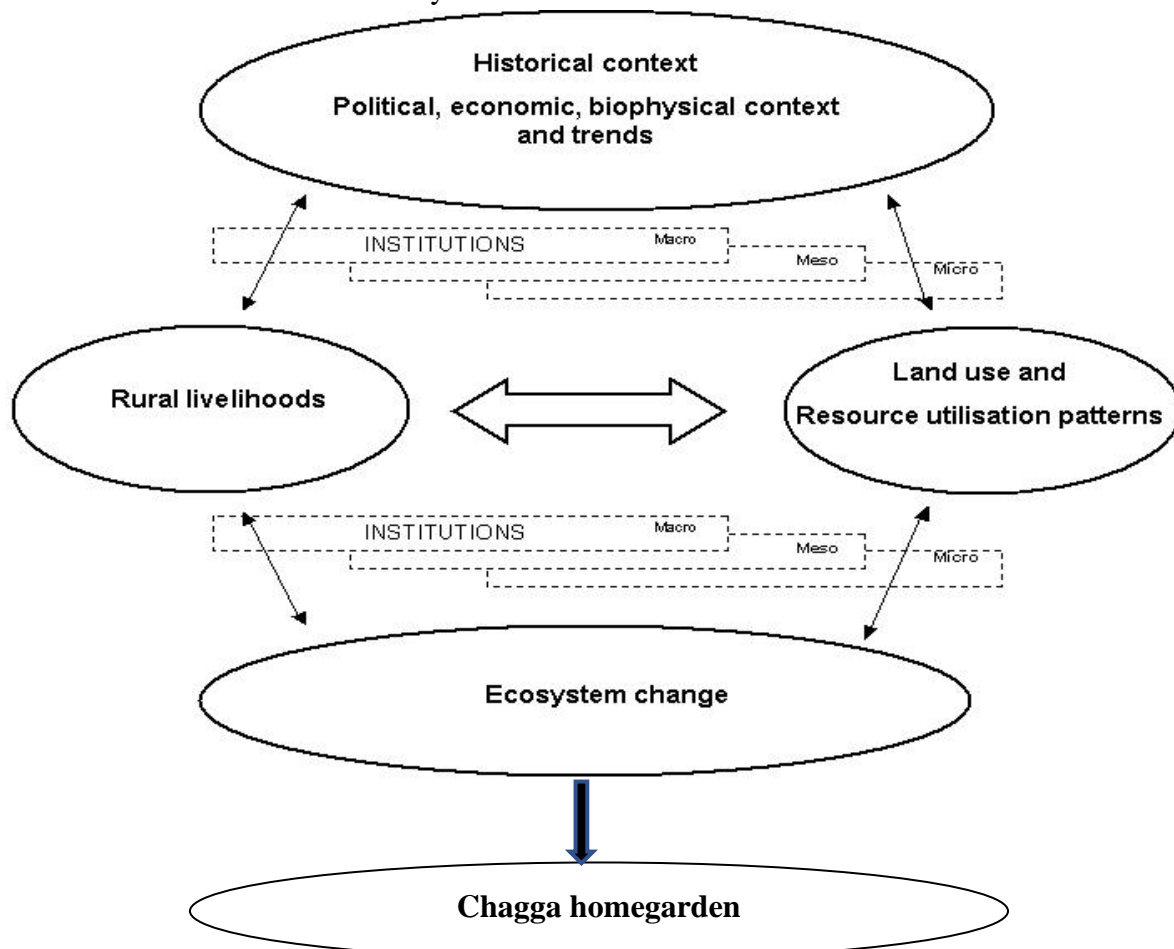 Historical context
Political, economic, biophysical context
and trends
INSTITUTIONS
Macro
Meso
Micro
Rural livelihoods
Land use and
Resource utilisation patterns
INSTITUTIONS
Macro
Meso
Micro
Ecosystem change
Chagga homegarden